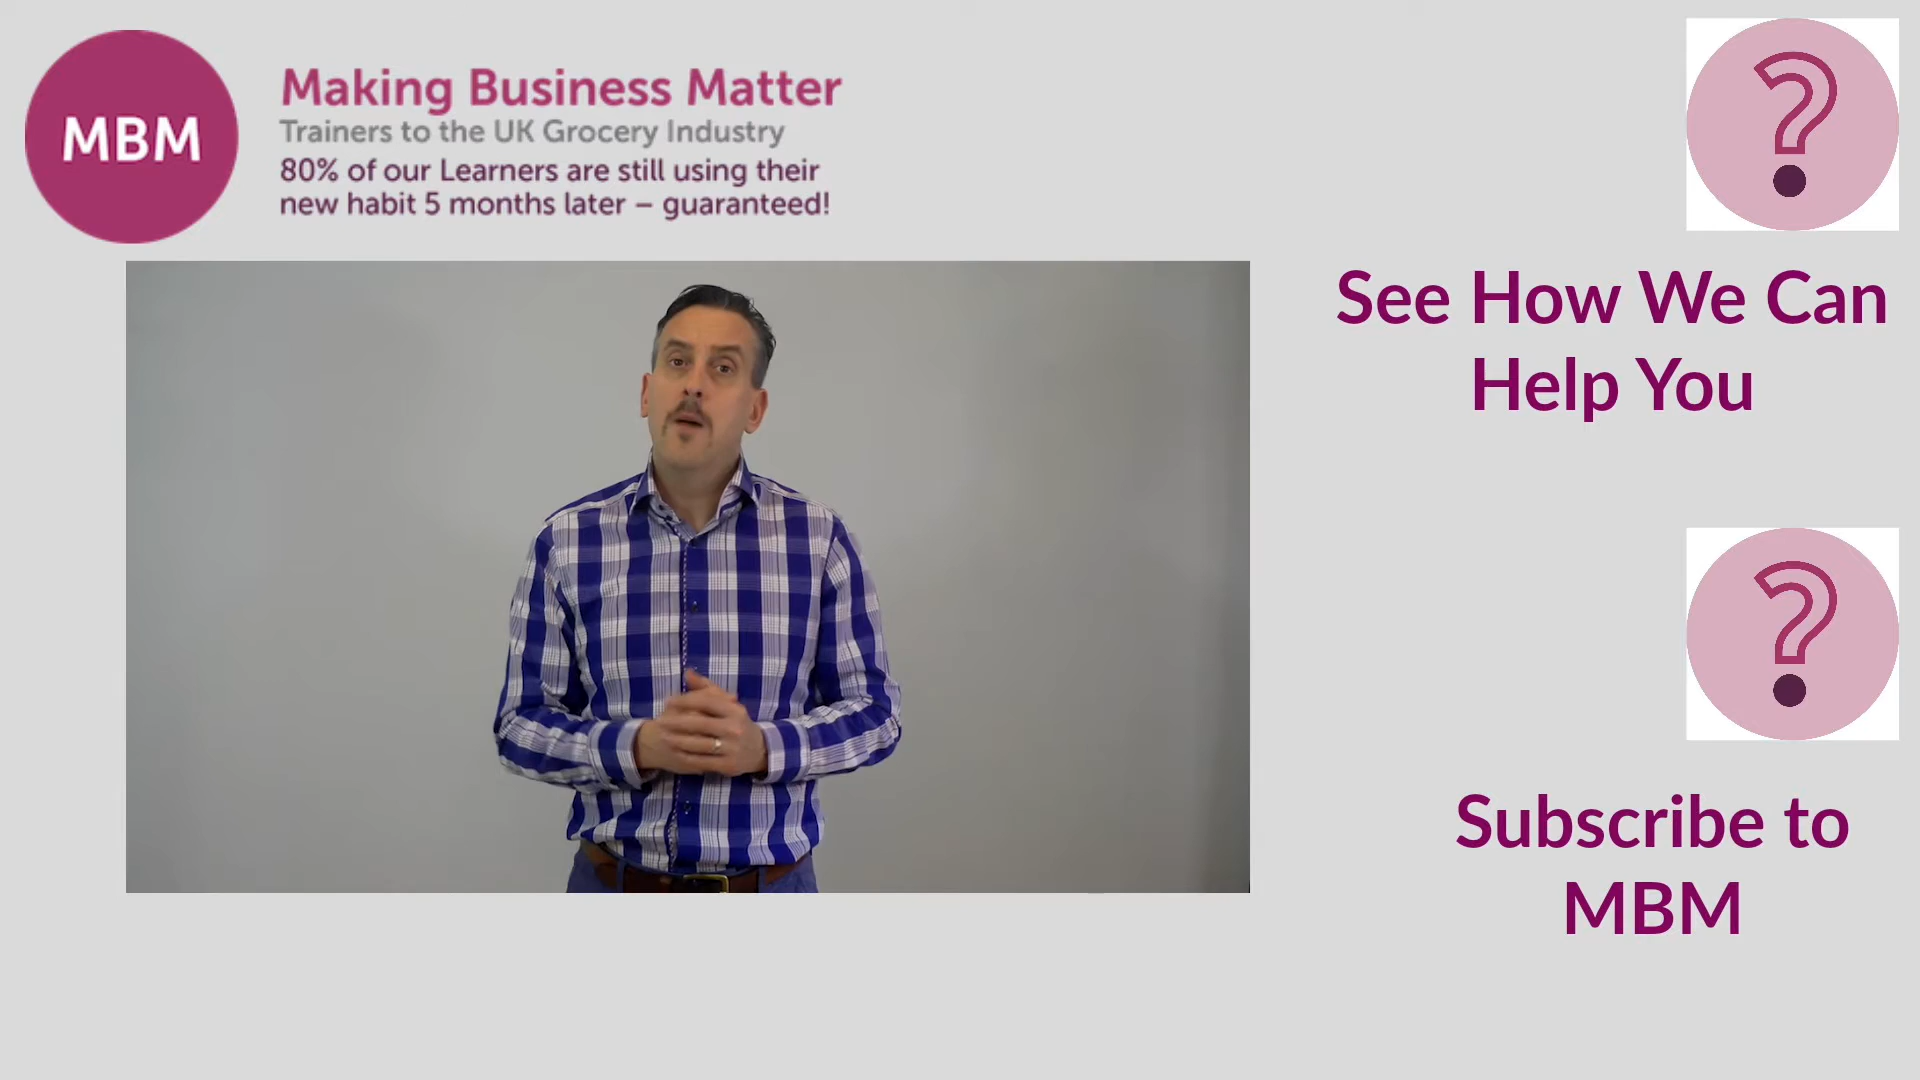 MBM
Making Business Matter
Trainers to the UK Grocery Industry
80% of our Learners are still using their
new habit 5 months later – guaranteed!
?
See How We Can
Help You
?
Subscribe to
MBM